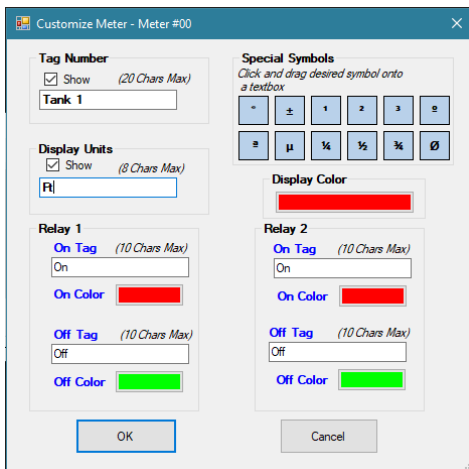 Customize Meter - Meter #00
Tag Number
Show (20 Chars Max)
Tank 1
Special Symbols
Click and drag desired symbol onto
a textbox
° ± ¹ ² ³ º
ª µ ¼ ½ ¾ Ø
Display Units
Show (8 Chars Max)
Ft
Display Color
Relay 1
On Tag (10 Chars Max)
On
On Color
Off Tag (10 Chars Max)
Off
Off Color
Relay 2
On Tag (10 Chars Max)
On
On Color
Off Tag (10 Chars Max)
Off
Off Color
OK
Cancel